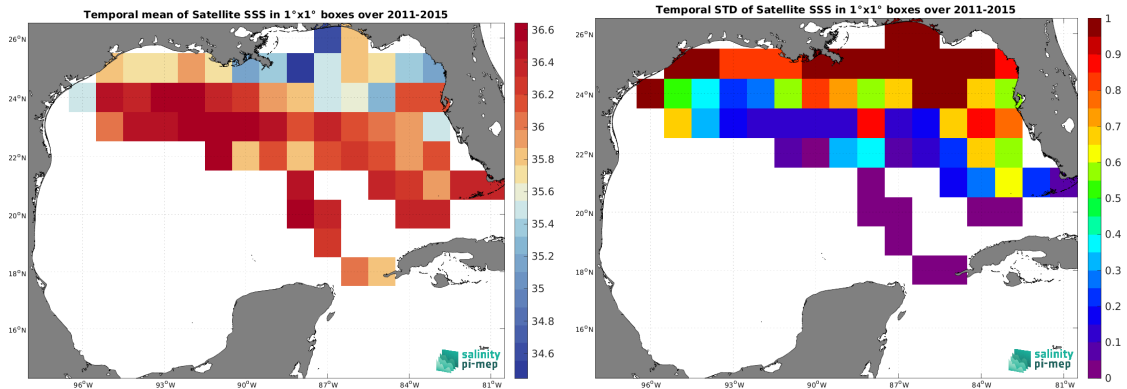 Temporal mean of Satellite SSS in 1°x1° boxes over 2011-2015
26°N
24°N
22°N
20°N
18°N
16°N
96°W
93°W
90°W
87°W
84°W
81°W
36.6
36.4
36.2
36
35.8
35.6
35.4
35.2
35
34.8
34.6
salinity
pi-mep
Temporal STD of Satellite SSS in 1°x1° boxes over 2011-2015
26°N
24°N
22°N
20°N
18°N
16°N
96°W
93°W
90°W
87°W
84°W
81°W
1
0.9
0.8
0.7
0.6
0.5
0.4
0.3
0.2
0.1
0
salinity
pi-mep